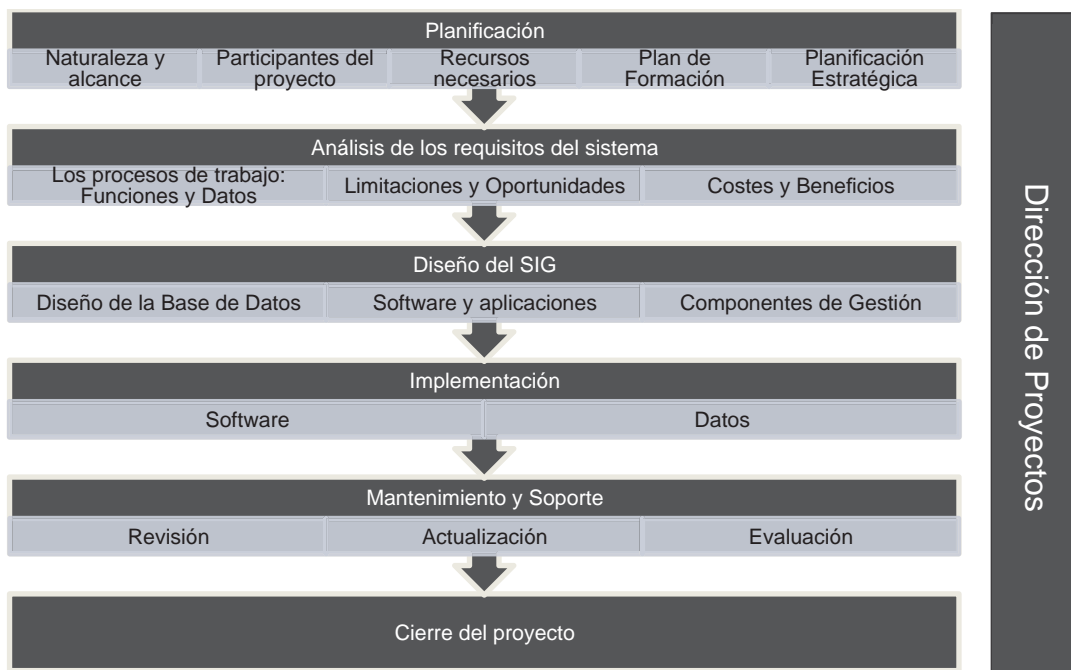 Planificación
Naturaleza y
alcance
Participantes del
proyecto
Recursos
necesarios
Plan de
Formación
Planificación
Estratégica
Análisis de los requisitos del sistema
Los procesos de trabajo:
Funciones y Datos
Limitaciones y Oportunidades
Costes y Beneficios
Diseño del SIG
Diseño de la Base de Datos
Software y aplicaciones
Componentes de Gestión
Implementación
Software
Datos
Mantenimiento y Soporte
Revisión
Actualización
Evaluación
Cierre del proyecto
Dirección de Proyectos